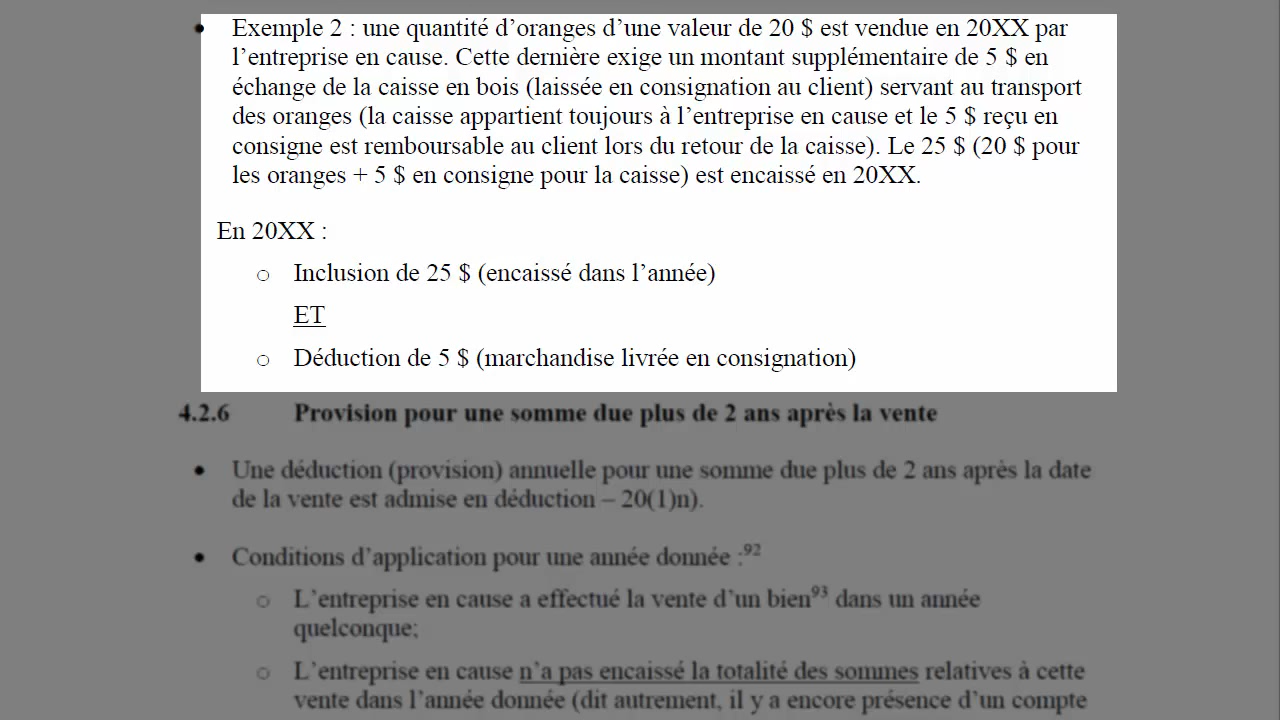 • Exemple 2 : une quantité d’oranges d’une valeur de 20 $ est vendue en 20XX par
l’entreprise en cause. Cette dernière exige un montant supplémentaire de 5 $ en
échange de la caisse en bois (laissée en consignation au client) servant au transport
des oranges (la caisse appartient toujours à l’entreprise en cause et le 5 $ reçu en
consigne est remboursable au client lors du retour de la caisse). Le 25 $ (20 $ pour
les oranges + 5 $ en consigne pour la caisse) est encaissé en 20XX.
En 20XX :
o Inclusion de 25 $ (encaissé dans l’année)
ET
o Déduction de 5 $ (marchandise livrée en consignation)
4.2.6 Provision pour une somme due plus de 2 ans après la vente
• Une déduction (provision) annuelle pour une somme due plus de 2 ans après la date
de la vente est admise en déduction – 20(1)n).
• Conditions d’application pour une année donnée :92
o L’entreprise en cause a effectué la vente d’un bien93 dans un année
quelconque;
o L’entreprise en cause n’a pas encaissé la totalité des sommes relatives à cette
vente dans l’année donnée (dit autrement, il y a encore présence d’un compte